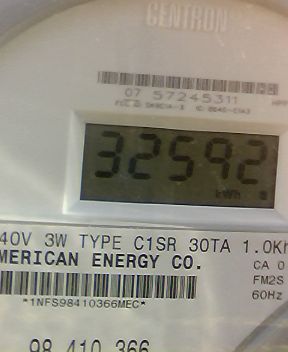 CENTRON
07 57245311
32592
kWh
40V 3W TYPE C1SR 30TA 1.0Kh
MERICAN ENERGY CO.
CA 0
FM2S
60Hz
*1NFS98410366MEC*
98 410 366